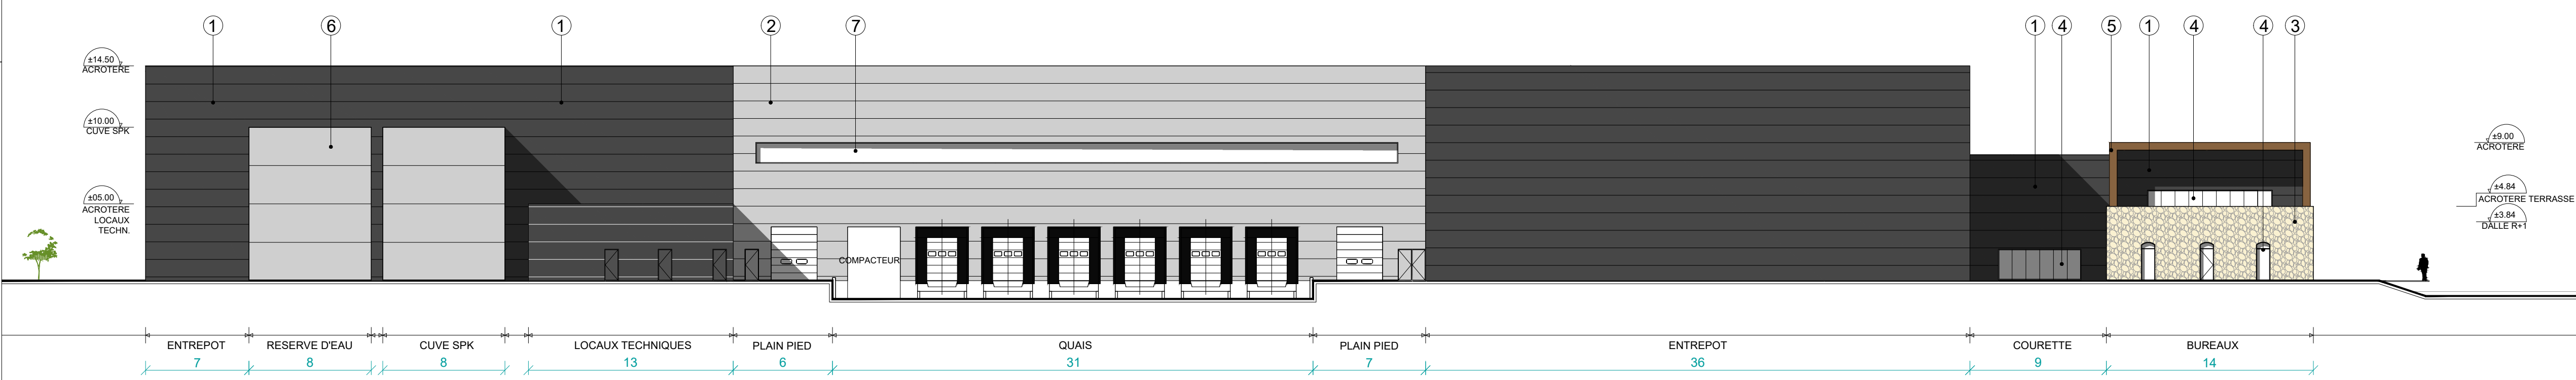 1 6 1 2 7 1 4 5 1 4 4 3
±14.50
ACROTERE
±10.00
CUVE SPK
±05.00
ACROTERE
LOCAUX
TECHN.
COMPACTEUR
±9.00
ACROTERE
±4.84
ACROTERE TERRASSE
±3.84
DALLE R+1
ENTREPOT RESERVE D'EAU CUVE SPK LOCAUX TECHNIQUES PLAIN PIED QUAIS PLAIN PIED ENTREPOT COURETTE BUREAUX
7 8 8 13 6 31 7 36 9 14